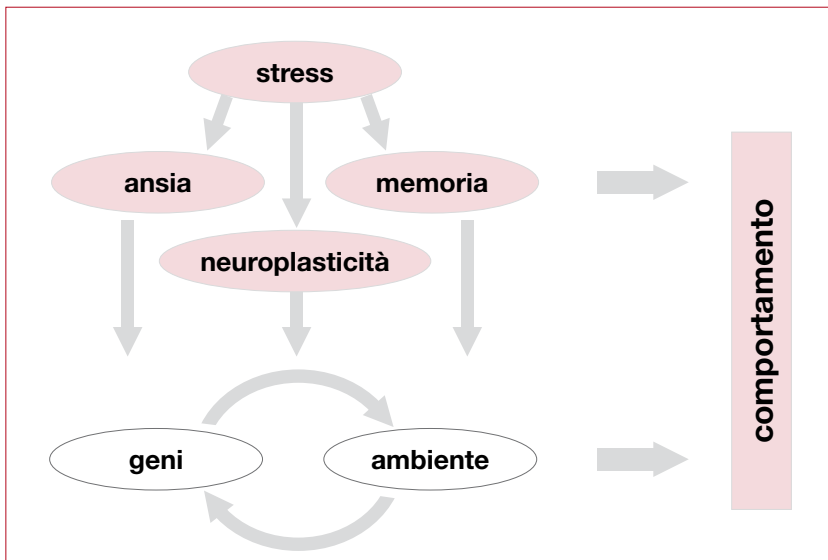 stress
ansia
memoria
neuroplasticità
geni
ambiente
comportamento